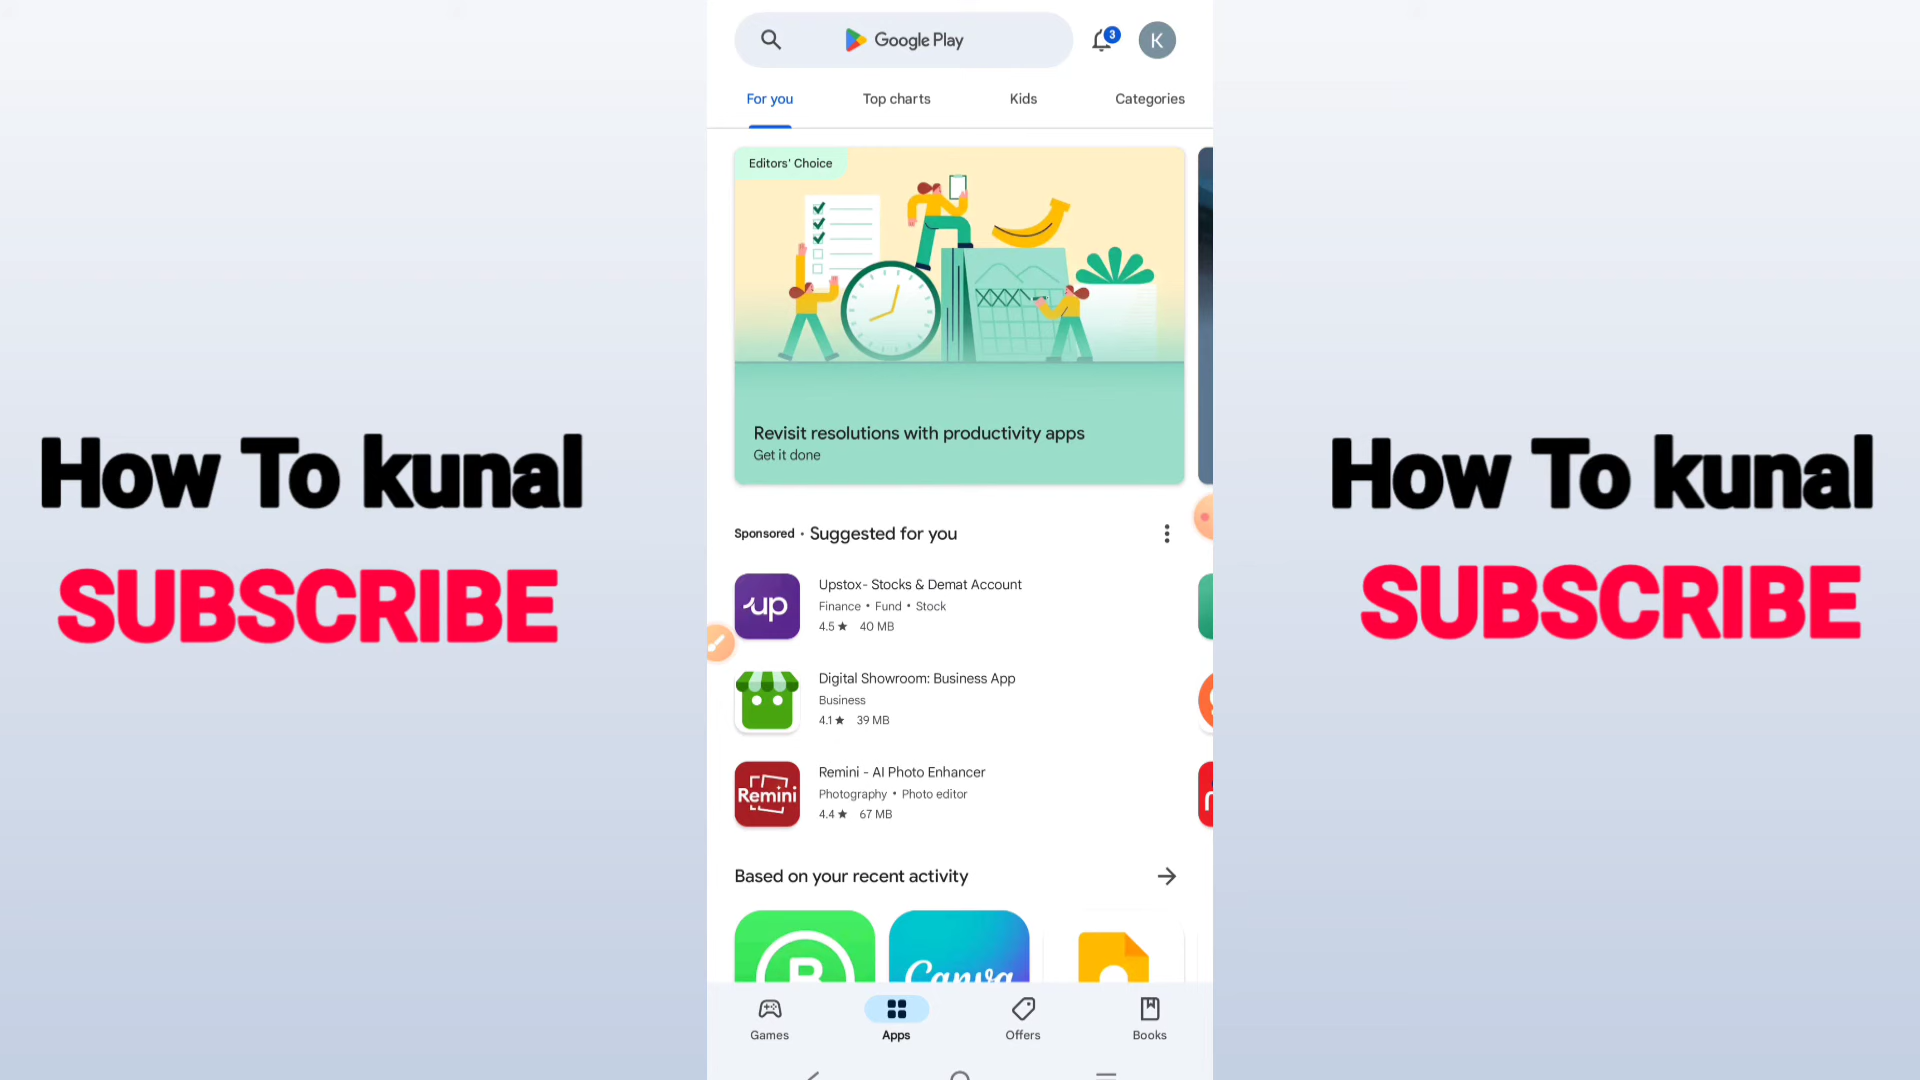 Google Play
3
K
For you
Top charts
Kids
Categories
Editors' Choice
Revisit resolutions with productivity apps
Get it done
How To kunal
SUBSCRIBE
How To kunal
SUBSCRIBE
Sponsored • Suggested for you
up
Upstox- Stocks & Demat Account
Finance • Fund • Stock
4.5 ★ 40 MB
Digital Showroom: Business App
Business
4.1 ★ 39 MB
Remini
Remini - AI Photo Enhancer
Photography • Photo editor
4.4 ★ 67 MB
Based on your recent activity
B
Canva
Games
Apps
Offers
Books